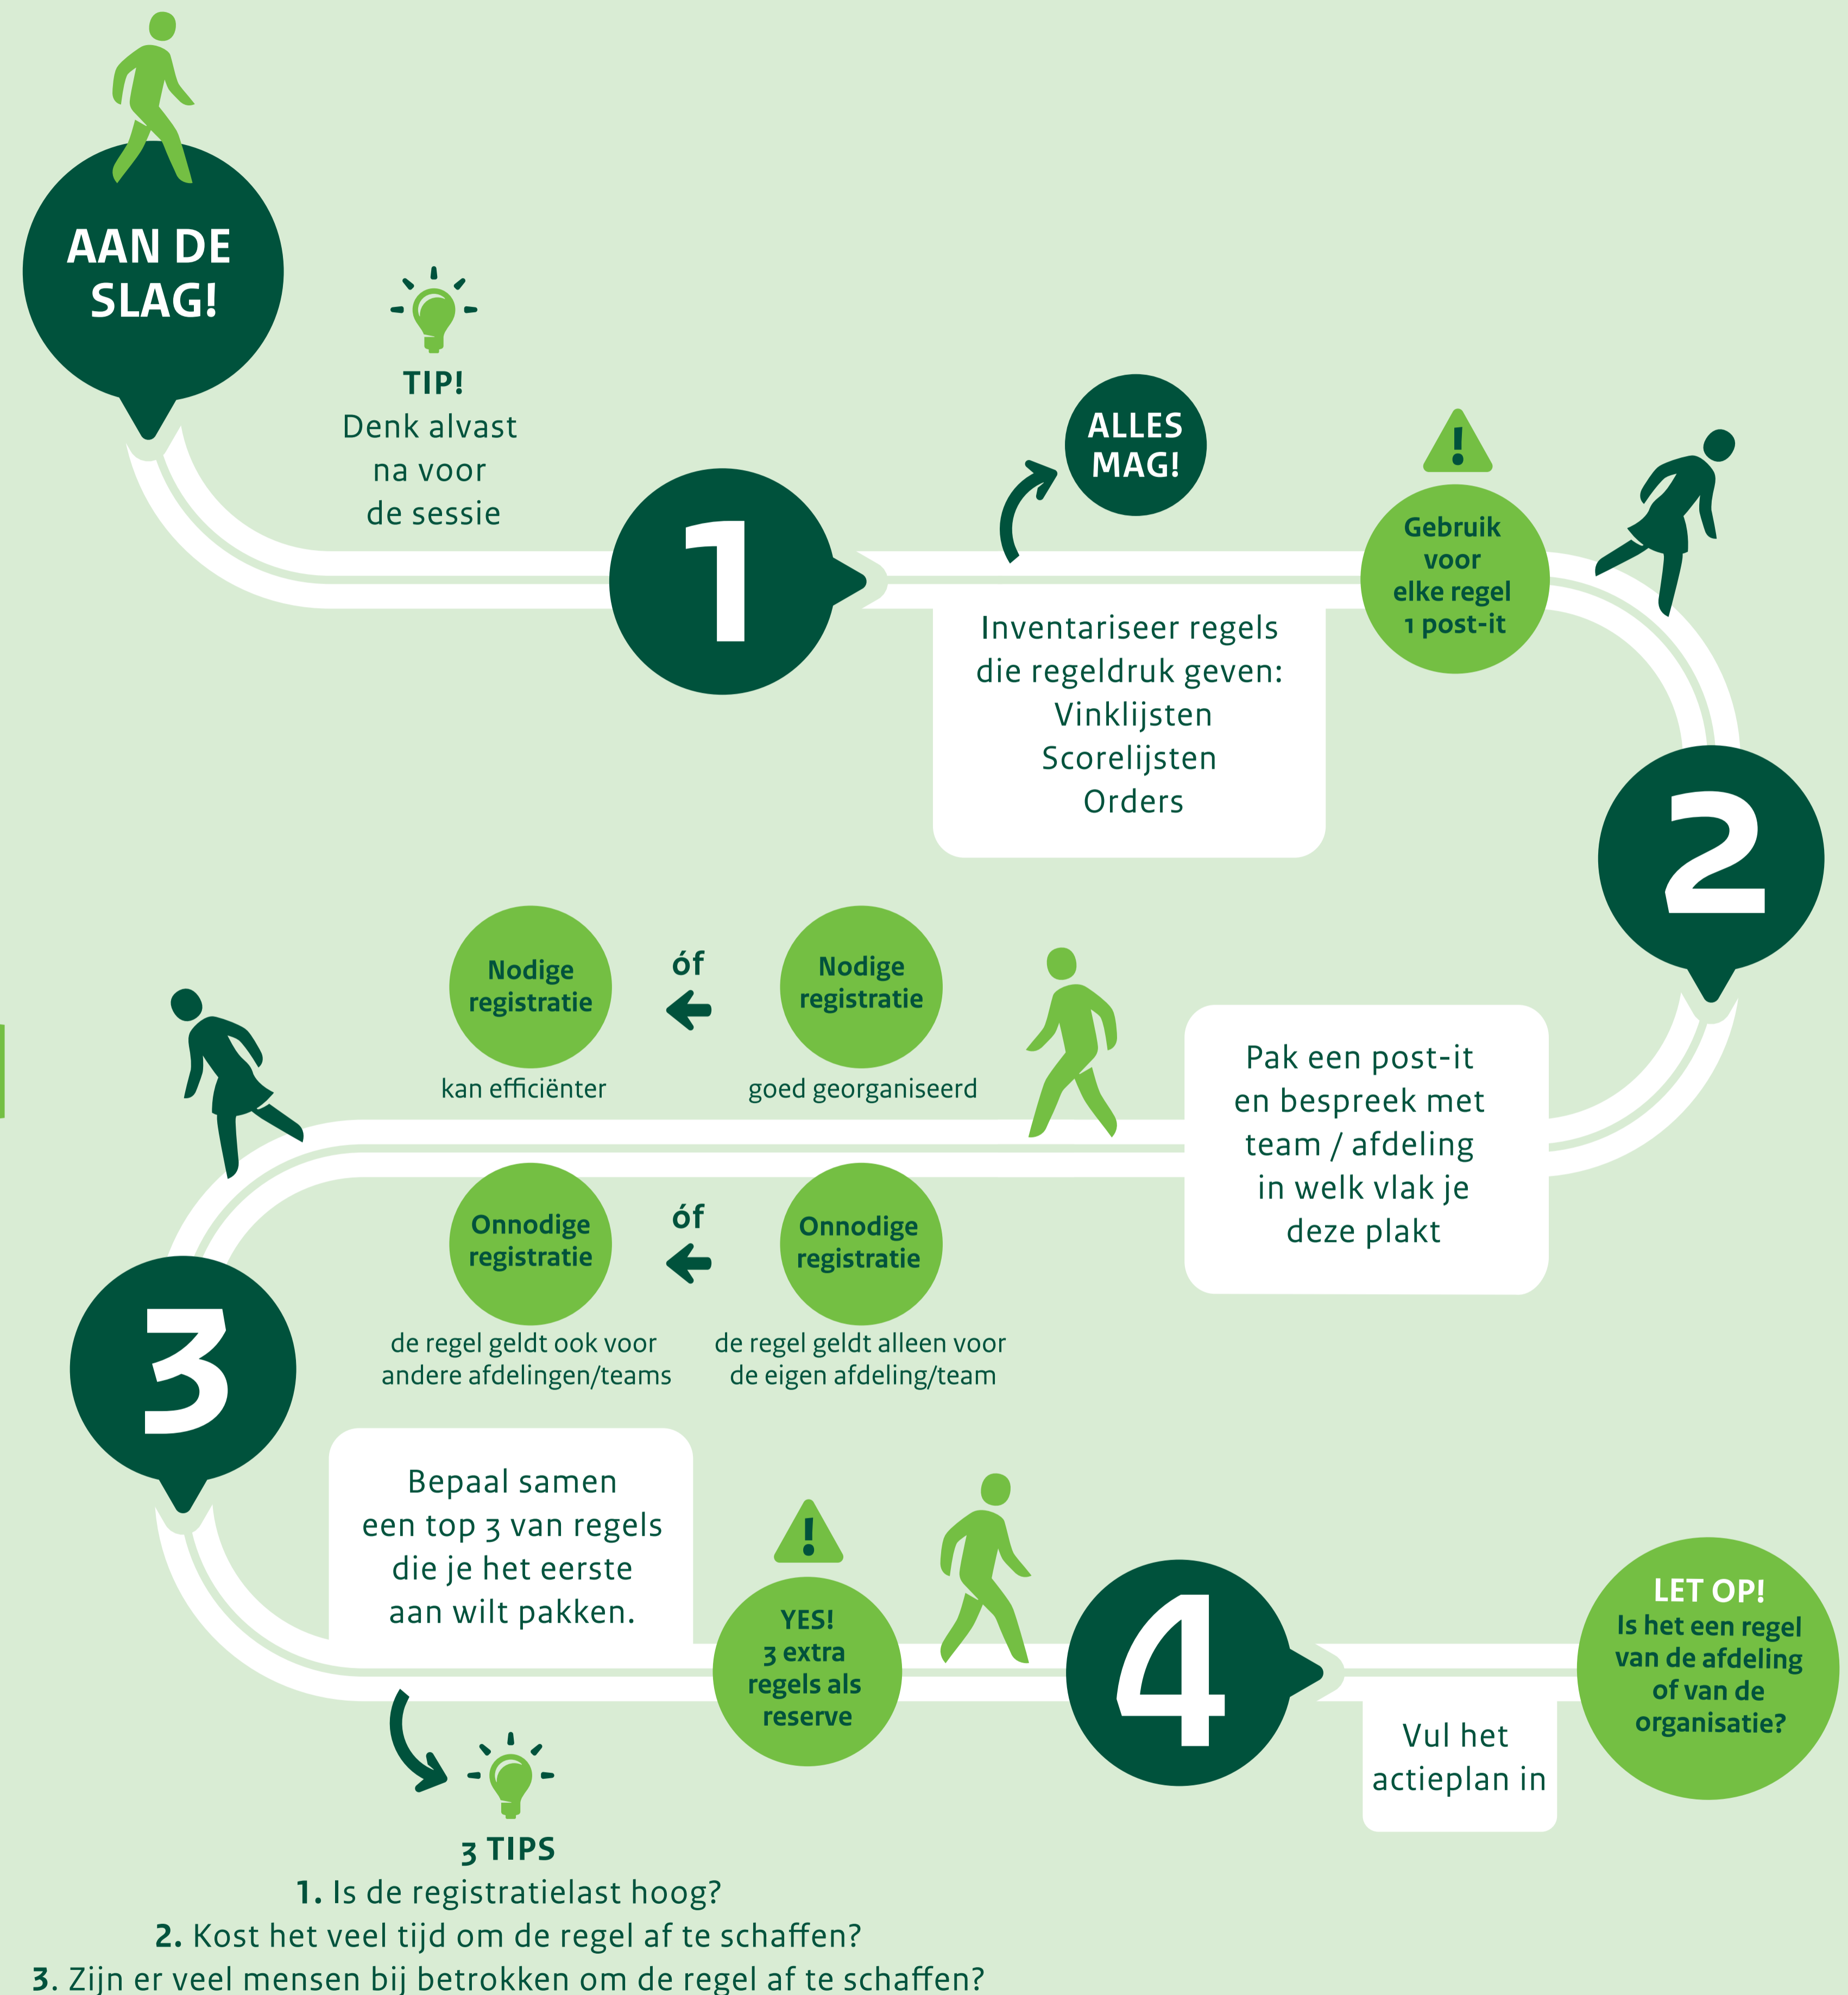 AAN DE
SLAG!
TIP!
Denk alvast
na voor
de sessie
1
ALLES
MAG!
Inventariseer regels
die regeldruk geven:
Vinklijsten
Scorelijsten
Orders
!
Gebruik
voor
elke regel
1 post-it
2
Pak een post-it
en bespreek met
team / afdeling
in welk vlak je
deze plakt
Nodige
registratie
goed georganiseerd
óf
Nodige
registratie
kan efficiënter
Onnodige
registratie
de regel geldt alleen voor
de eigen afdeling/team
óf
Onnodige
registratie
de regel geldt ook voor
andere afdelingen/teams
3
Bepaal samen
een top 3 van regels
die je het eerste
aan wilt pakken.
3 TIPS
1. Is de registratielast hoog?
2. Kost het veel tijd om de regel af te schaffen?
3. Zijn er veel mensen bij betrokken om de regel af te schaffen?
!
YES!
3 extra
regels als
reserve
4
Vul het
actieplan in
LET OP!
Is het een regel
van de afdeling
of van de
organisatie?